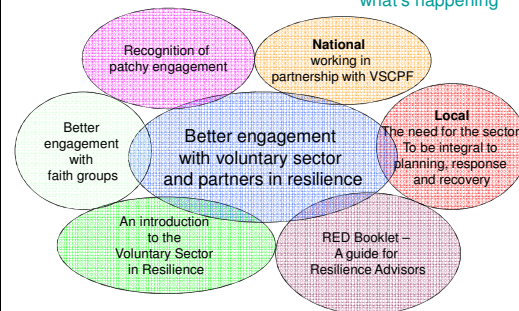 what's happening
Recognition of
patchy engagement
National
working in
partnership with VSCPF
Better
engagement
with
faith groups
Better engagement
with voluntary sector
and partners in resilience
Local
The need for the sector
To be integral to
planning, response
and recovery
An introduction
to the
Voluntary Sector
in Resilience
RED Booklet –
A guide for
Resilience Advisors